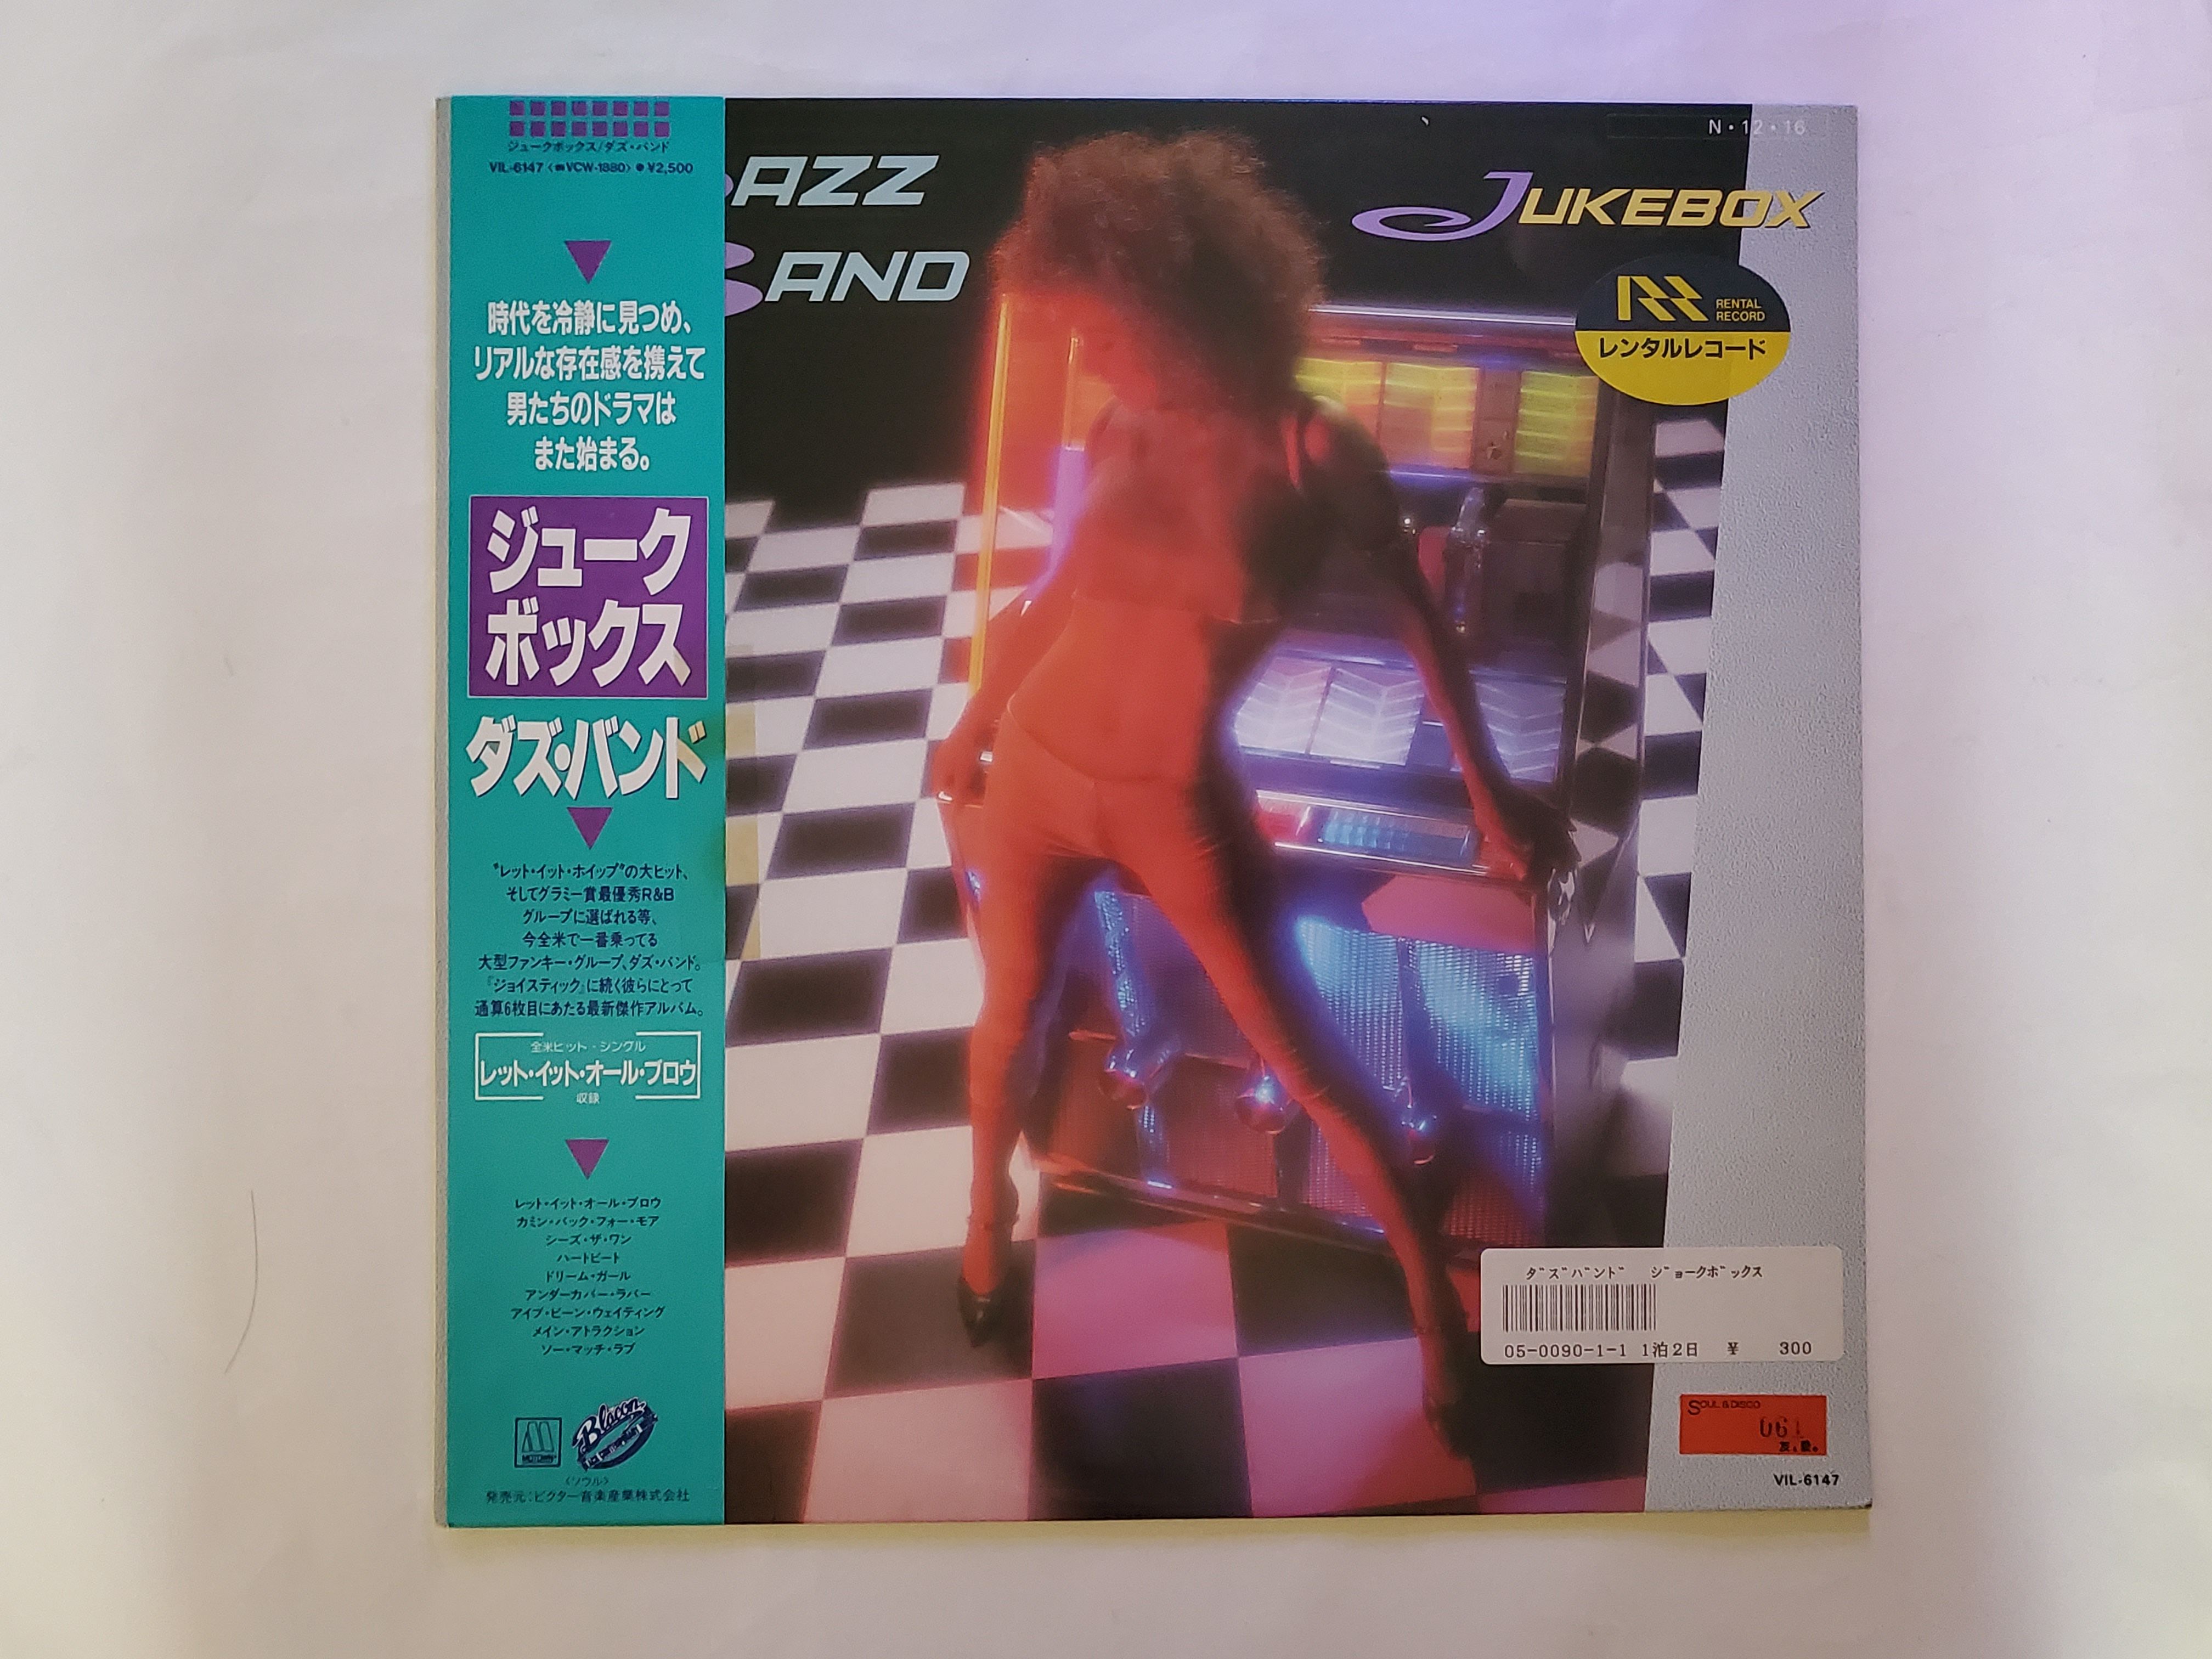 ジュークボックス/ダズ・バンド
VIL-6147 〈VCW-1880〉 ● ¥2,500
時代を冷静に見つめ、
リアルな存在感を携えて
男たちのドラマは
また始まる。
ジューク
ボックス
ダズ・バンド
"レット・イット・ホイップ"の大ヒット、
そしてグラミー賞最優秀R&B
グループに選ばれる等、
今全米で一番乗ってる
大型ファンキー・グループ、ダズ・バンド。
『ジョイスティック』に続く彼らにとって
通算6枚目にあたる最新傑作アルバム。
全米ヒット・シングル
レット・イット・オール・ブロウ
収録
レット・イット・オール・ブロウ
カミン・バック・フォー・モア
シーズ・ザ・ワン
ハートビート
ドリーム・ガール
アンダーカバー・ラバー
アイブ・ビーン・ウェイティング
メイン・アトラクション
ソー・マッチ・ラブ
MOTOWN
〈ソウル〉
発売元:ビクター音楽産業株式会社
AZZ
BAND
JUKEBOX
N・12・16
RENTAL
RECORD
レンタルレコード
ダズバンド ジョークボックス
05-0090-1-1 1泊2日 ¥ 300
SOUL & DISCO
061
友&愛。
VIL-6147